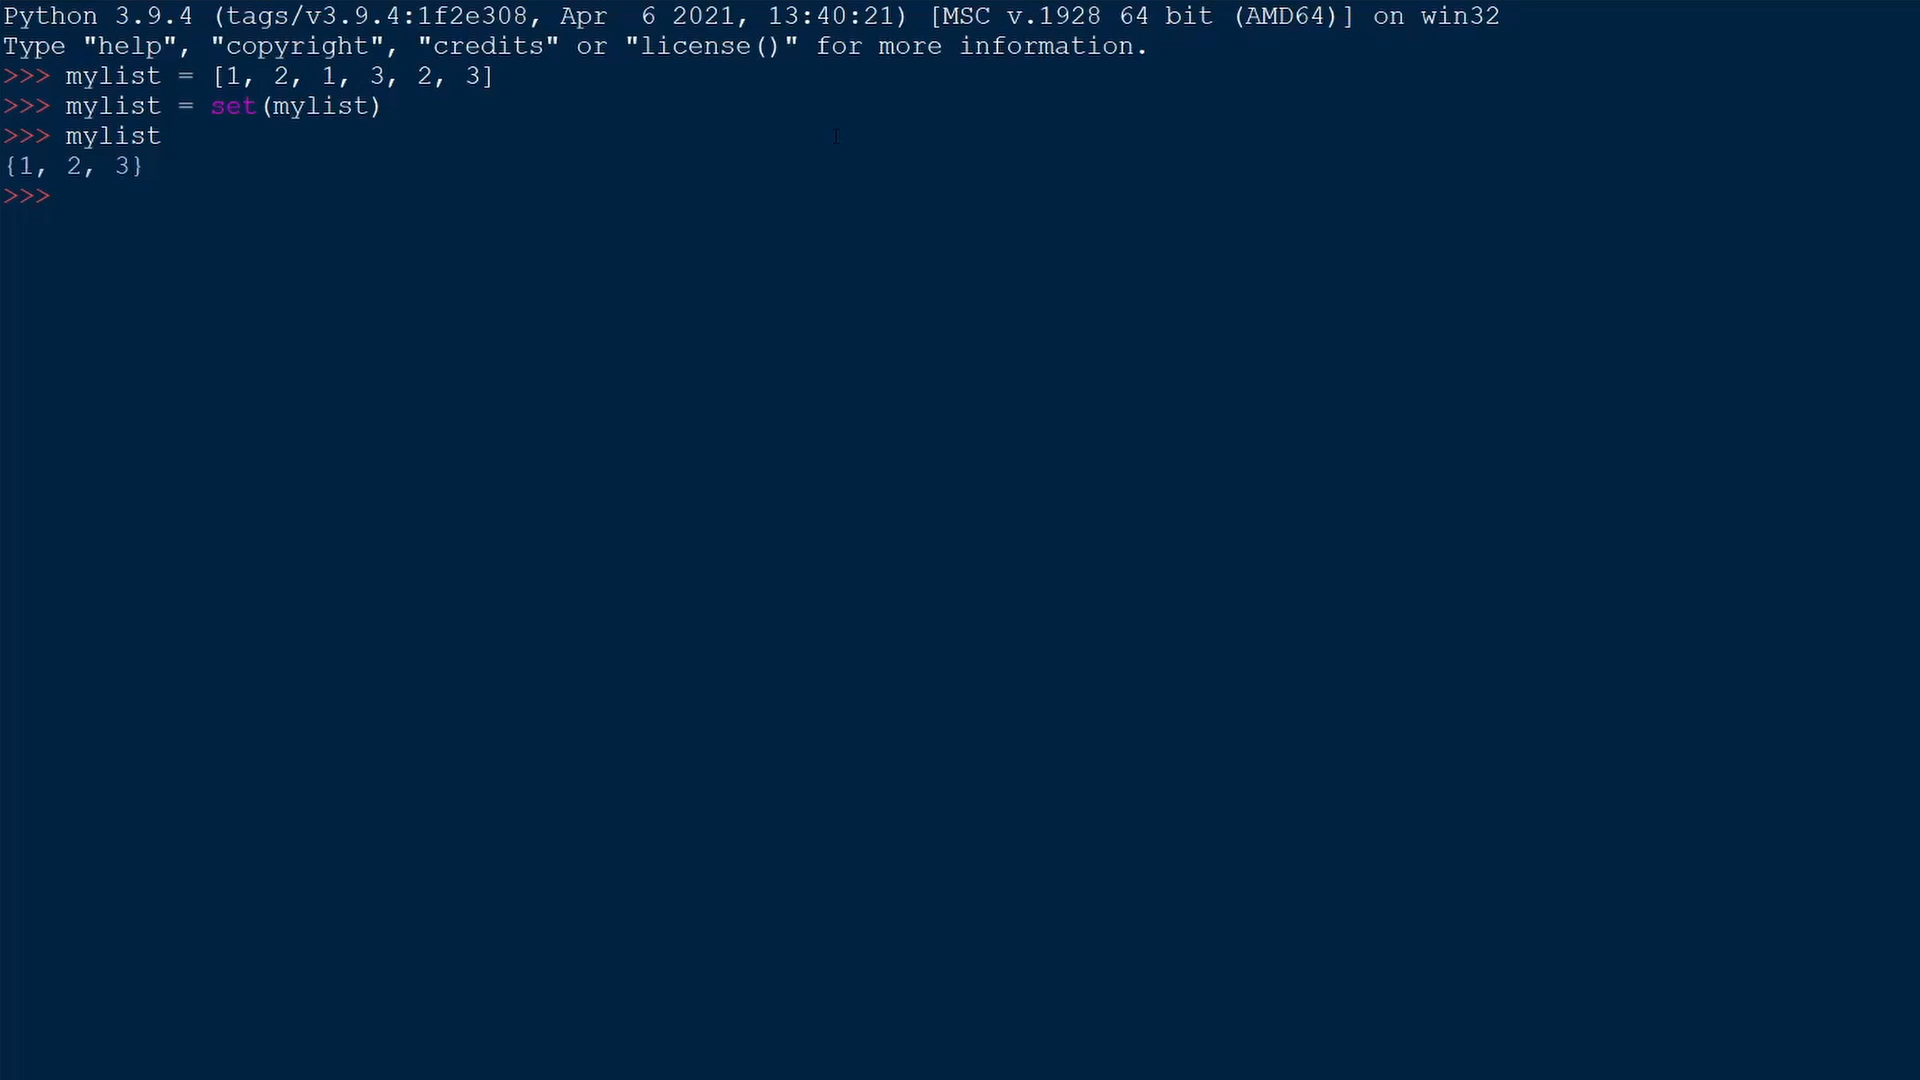 Python 3.9.4 (tags/v3.9.4:1f2e308, Apr  6 2021, 13:40:21) [MSC v.1928 64 bit (AMD64)] on win32
Type "help", "copyright", "credits" or "license()" for more information.
>>> mylist = [1, 2, 1, 3, 2, 3]
>>> mylist = set(mylist)
>>> mylist
{1, 2, 3}
>>>